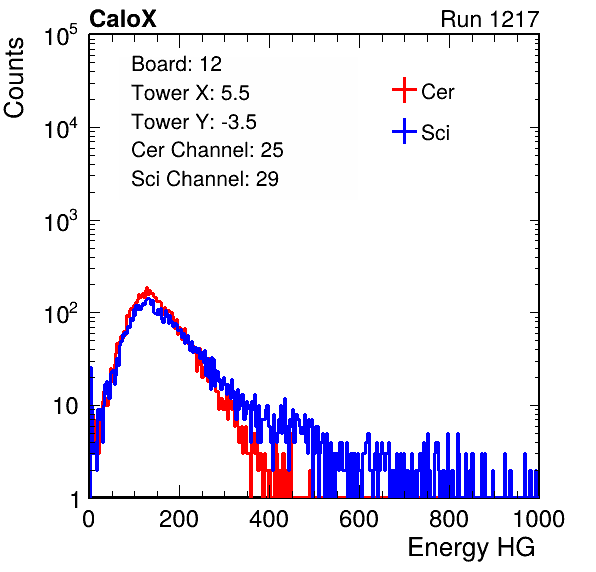 CaloX Run 1217
Counts
10^5
10^4
10^3
10^2
10
1
Board: 12
Tower X: 5.5
Tower Y: -3.5
Cer Channel: 25
Sci Channel: 29
Cer
Sci
0 200 400 600 800 1000
Energy HG